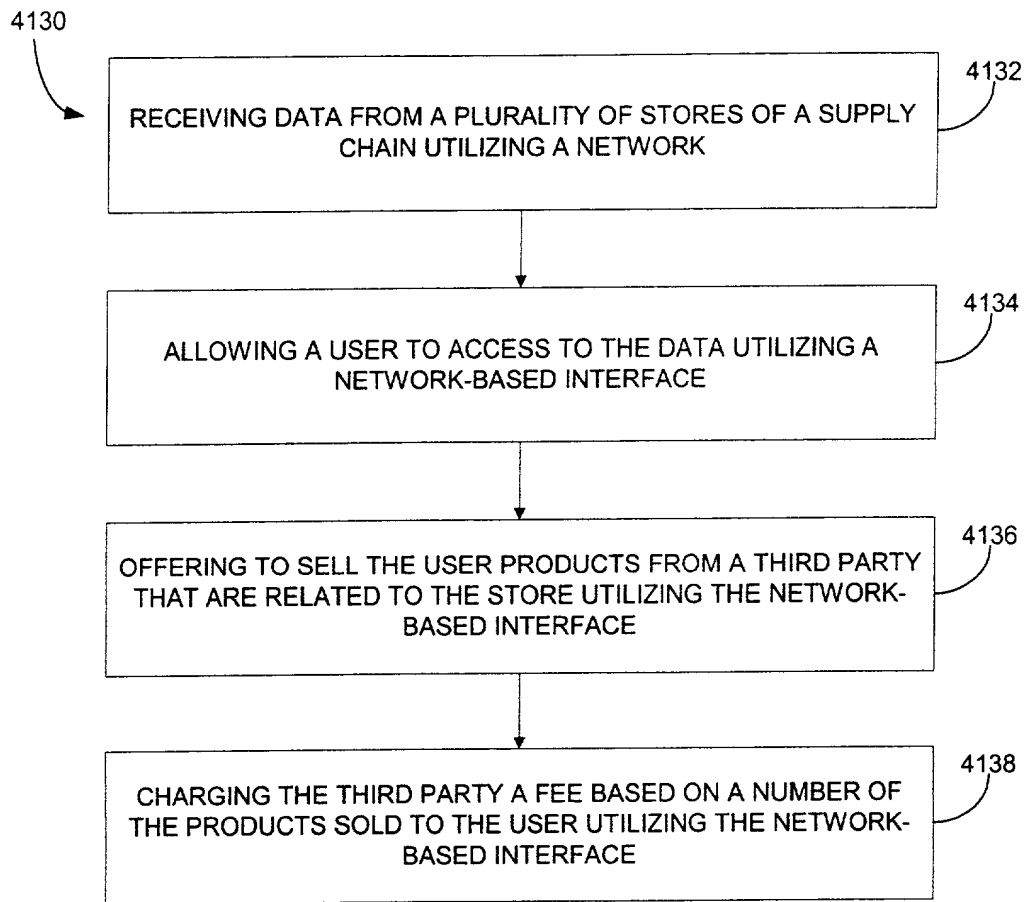 4130
4132
RECEIVING DATA FROM A PLURALITY OF STORES OF A SUPPLY
CHAIN UTILIZING A NETWORK
4134
ALLOWING A USER TO ACCESS TO THE DATA UTILIZING A
NETWORK-BASED INTERFACE
4136
OFFERING TO SELL THE USER PRODUCTS FROM A THIRD PARTY
THAT ARE RELATED TO THE STORE UTILIZING THE NETWORK-
BASED INTERFACE
4138
CHARGING THE THIRD PARTY A FEE BASED ON A NUMBER OF
THE PRODUCTS SOLD TO THE USER UTILIZING THE NETWORK-
BASED INTERFACE